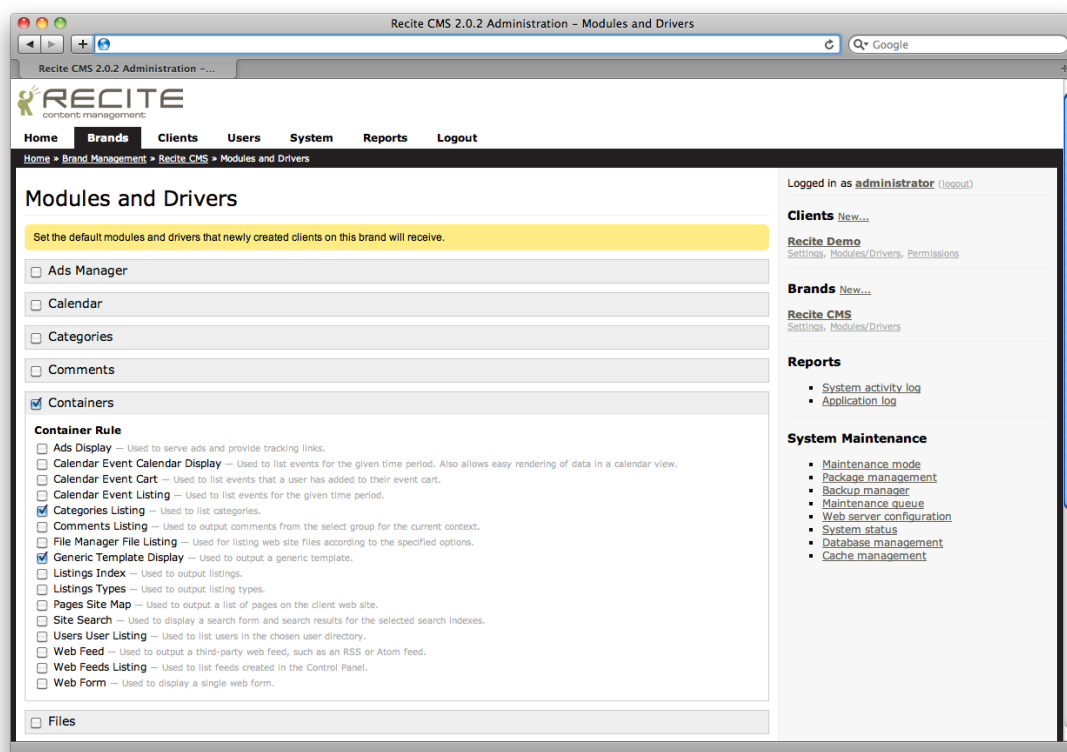 Recite CMS 2.0.2 Administration – Modules and Drivers
Google
Recite CMS 2.0.2 Administration –...
RECITE
content management
Home Brands Clients Users System Reports Logout
Home » Brand Management » Recite CMS » Modules and Drivers
Modules and Drivers
Set the default modules and drivers that newly created clients on this brand will receive.
Ads Manager
Calendar
Categories
Comments
Containers
Container Rule
Ads Display — Used to serve ads and provide tracking links.
Calendar Event Calendar Display — Used to list events for the given time period. Also allows easy rendering of data in a calendar view.
Calendar Event Cart — Used to list events that a user has added to their event cart.
Calendar Event Listing — Used to list events for the given time period.
Categories Listing — Used to list categories.
Comments Listing — Used to output comments from the select group for the current context.
File Manager File Listing — Used for listing web site files according to the specified options.
Generic Template Display — Used to output a generic template.
Listings Index — Used to output listings.
Listings Types — Used to output listing types.
Pages Site Map — Used to output a list of pages on the client web site.
Site Search — Used to display a search form and search results for the selected search indexes.
Users User Listing — Used to list users in the chosen user directory.
Web Feed — Used to output a third-party web feed, such as an RSS or Atom feed.
Web Feeds Listing — Used to list feeds created in the Control Panel.
Web Form — Used to display a single web form.
Files
Logged in as administrator (logout)
Clients New...
Recite Demo
Settings, Modules/Drivers, Permissions
Brands New...
Recite CMS
Settings, Modules/Drivers
Reports
System activity log
Application log
System Maintenance
Maintenance mode
Package management
Backup manager
Maintenance queue
Web server configuration
System status
Database management
Cache management